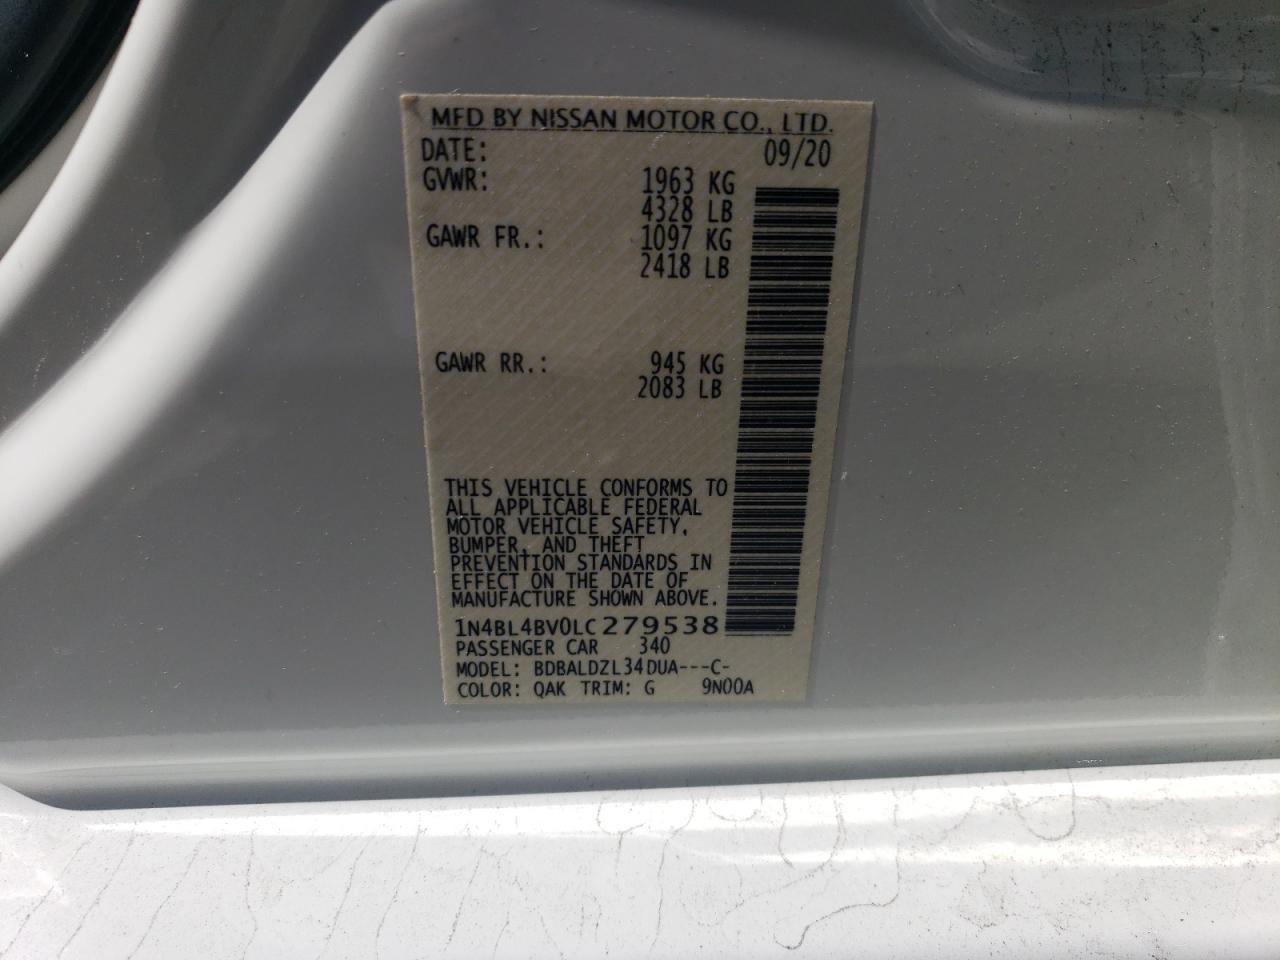 MFD BY NISSAN MOTOR CO., LTD.
DATE: 09/20
GVWR: 1963 KG
4328 LB
GAWR FR.: 1097 KG
2418 LB
GAWR RR.: 945 KG
2083 LB
THIS VEHICLE CONFORMS TO
ALL APPLICABLE FEDERAL
MOTOR VEHICLE SAFETY,
BUMPER, AND THEFT
PREVENTION STANDARDS IN
EFFECT ON THE DATE OF
MANUFACTURE SHOWN ABOVE.
1N4BL4BV0LC279538
PASSENGER CAR 340
MODEL: BDBALDZL34DUA---C-
COLOR: QAK TRIM: G 9N00A